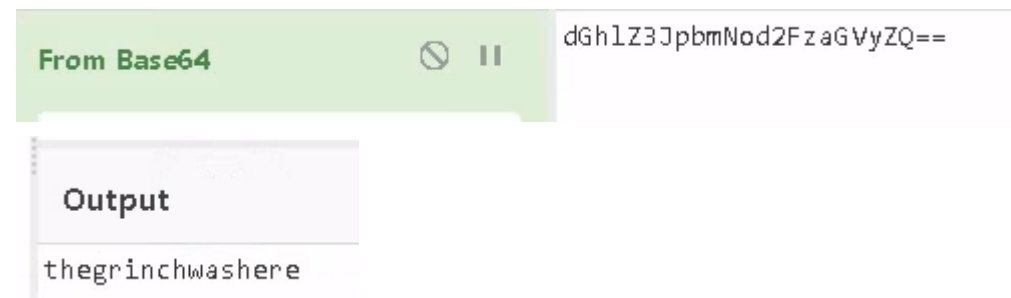 From Base64
dGhlZ3JpbmNod2FzaGVyZQ==
Output
thegrinchwashere